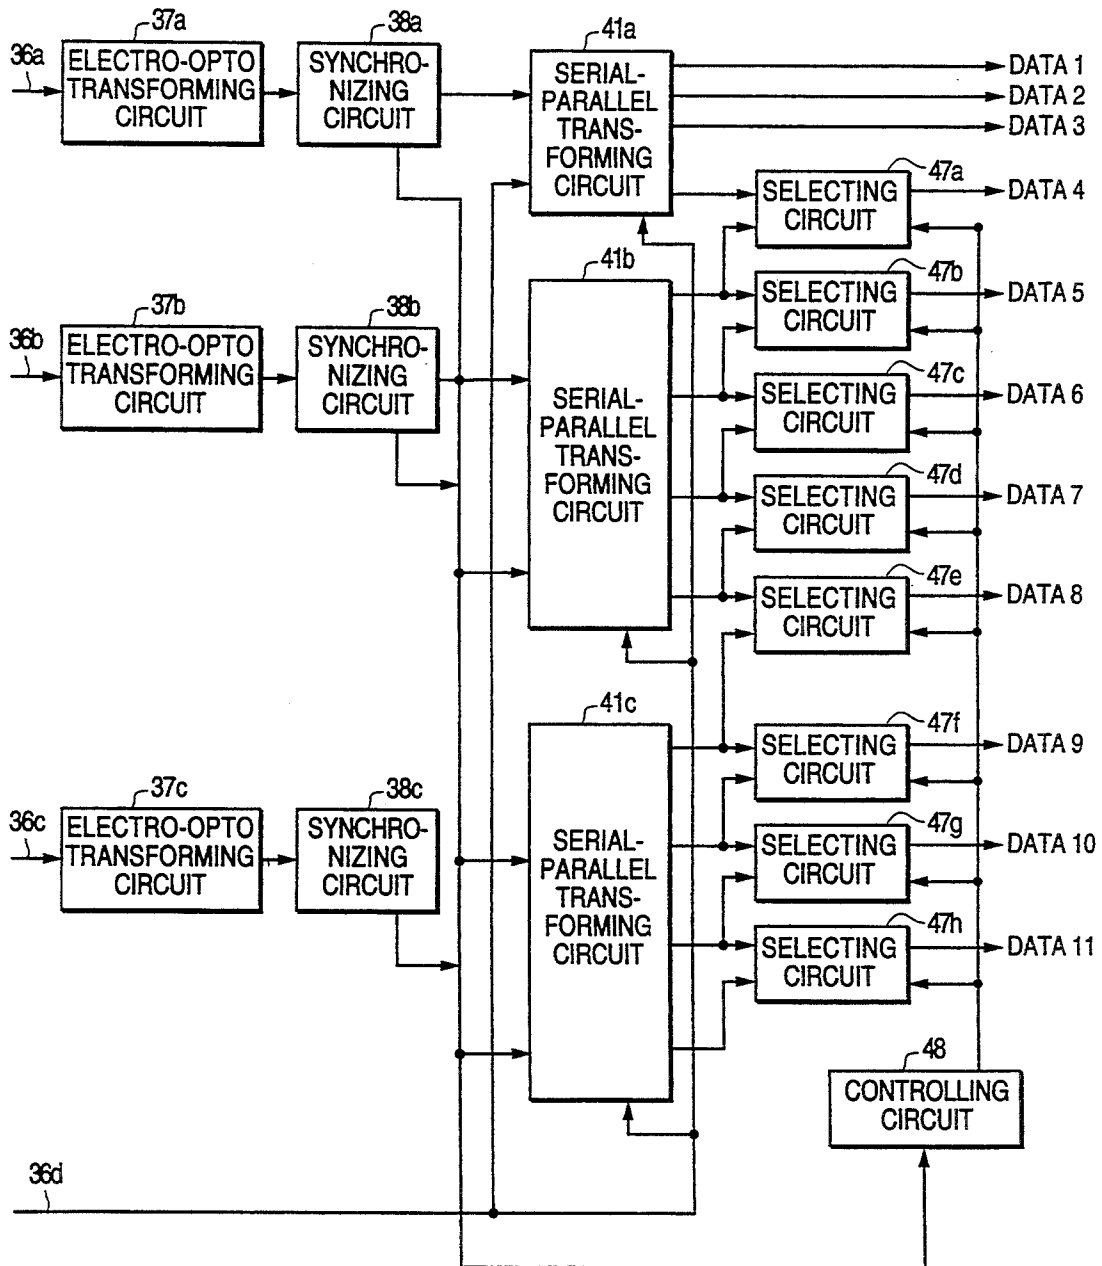 36a
37a
ELECTRO-OPTO
TRANSFORMING
CIRCUIT
38a
SYNCHRO-
NIZING
CIRCUIT
41a
SERIAL-
PARALLEL
TRANS-
FORMING
CIRCUIT
DATA 1
DATA 2
DATA 3
47a
SELECTING
CIRCUIT
DATA 4
36b
37b
ELECTRO-OPTO
TRANSFORMING
CIRCUIT
38b
SYNCHRO-
NIZING
CIRCUIT
41b
SERIAL-
PARALLEL
TRANS-
FORMING
CIRCUIT
47b
SELECTING
CIRCUIT
DATA 5
47c
SELECTING
CIRCUIT
DATA 6
47d
SELECTING
CIRCUIT
DATA 7
47e
SELECTING
CIRCUIT
DATA 8
36c
37c
ELECTRO-OPTO
TRANSFORMING
CIRCUIT
38c
SYNCHRO-
NIZING
CIRCUIT
41c
SERIAL-
PARALLEL
TRANS-
FORMING
CIRCUIT
47f
SELECTING
CIRCUIT
DATA 9
47g
SELECTING
CIRCUIT
DATA 10
47h
SELECTING
CIRCUIT
DATA 11
48
CONTROLLING
CIRCUIT
36d